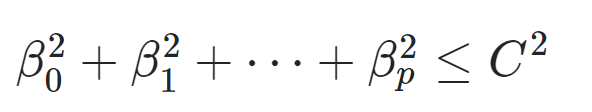 β₀² + β₁² + ⋯ + βₚ² ≤ C²